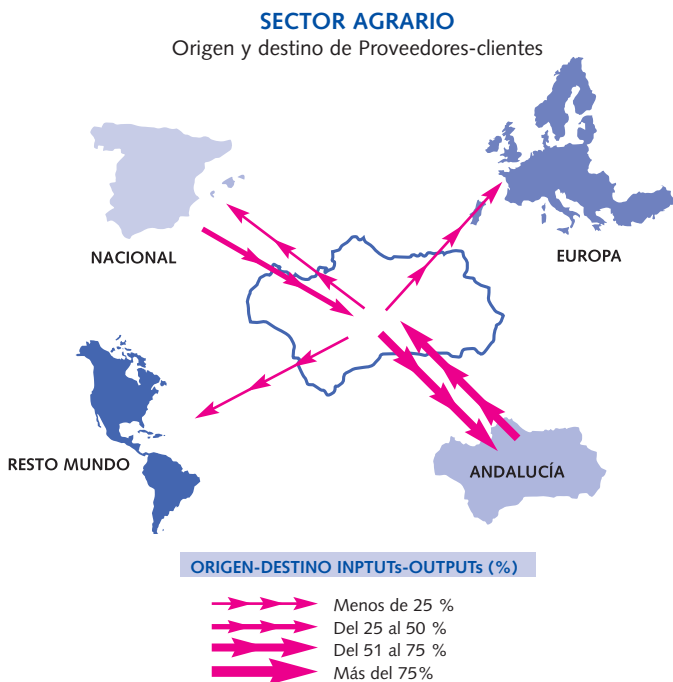 SECTOR AGRARIO
Origen y destino de Proveedores-clientes
NACIONAL
EUROPA
RESTO MUNDO
ANDALUCÍA
ORIGEN-DESTINO INPTUTs-OUTPUTs (%)
Menos de 25 %
Del 25 al 50 %
Del 51 al 75 %
Más del 75%